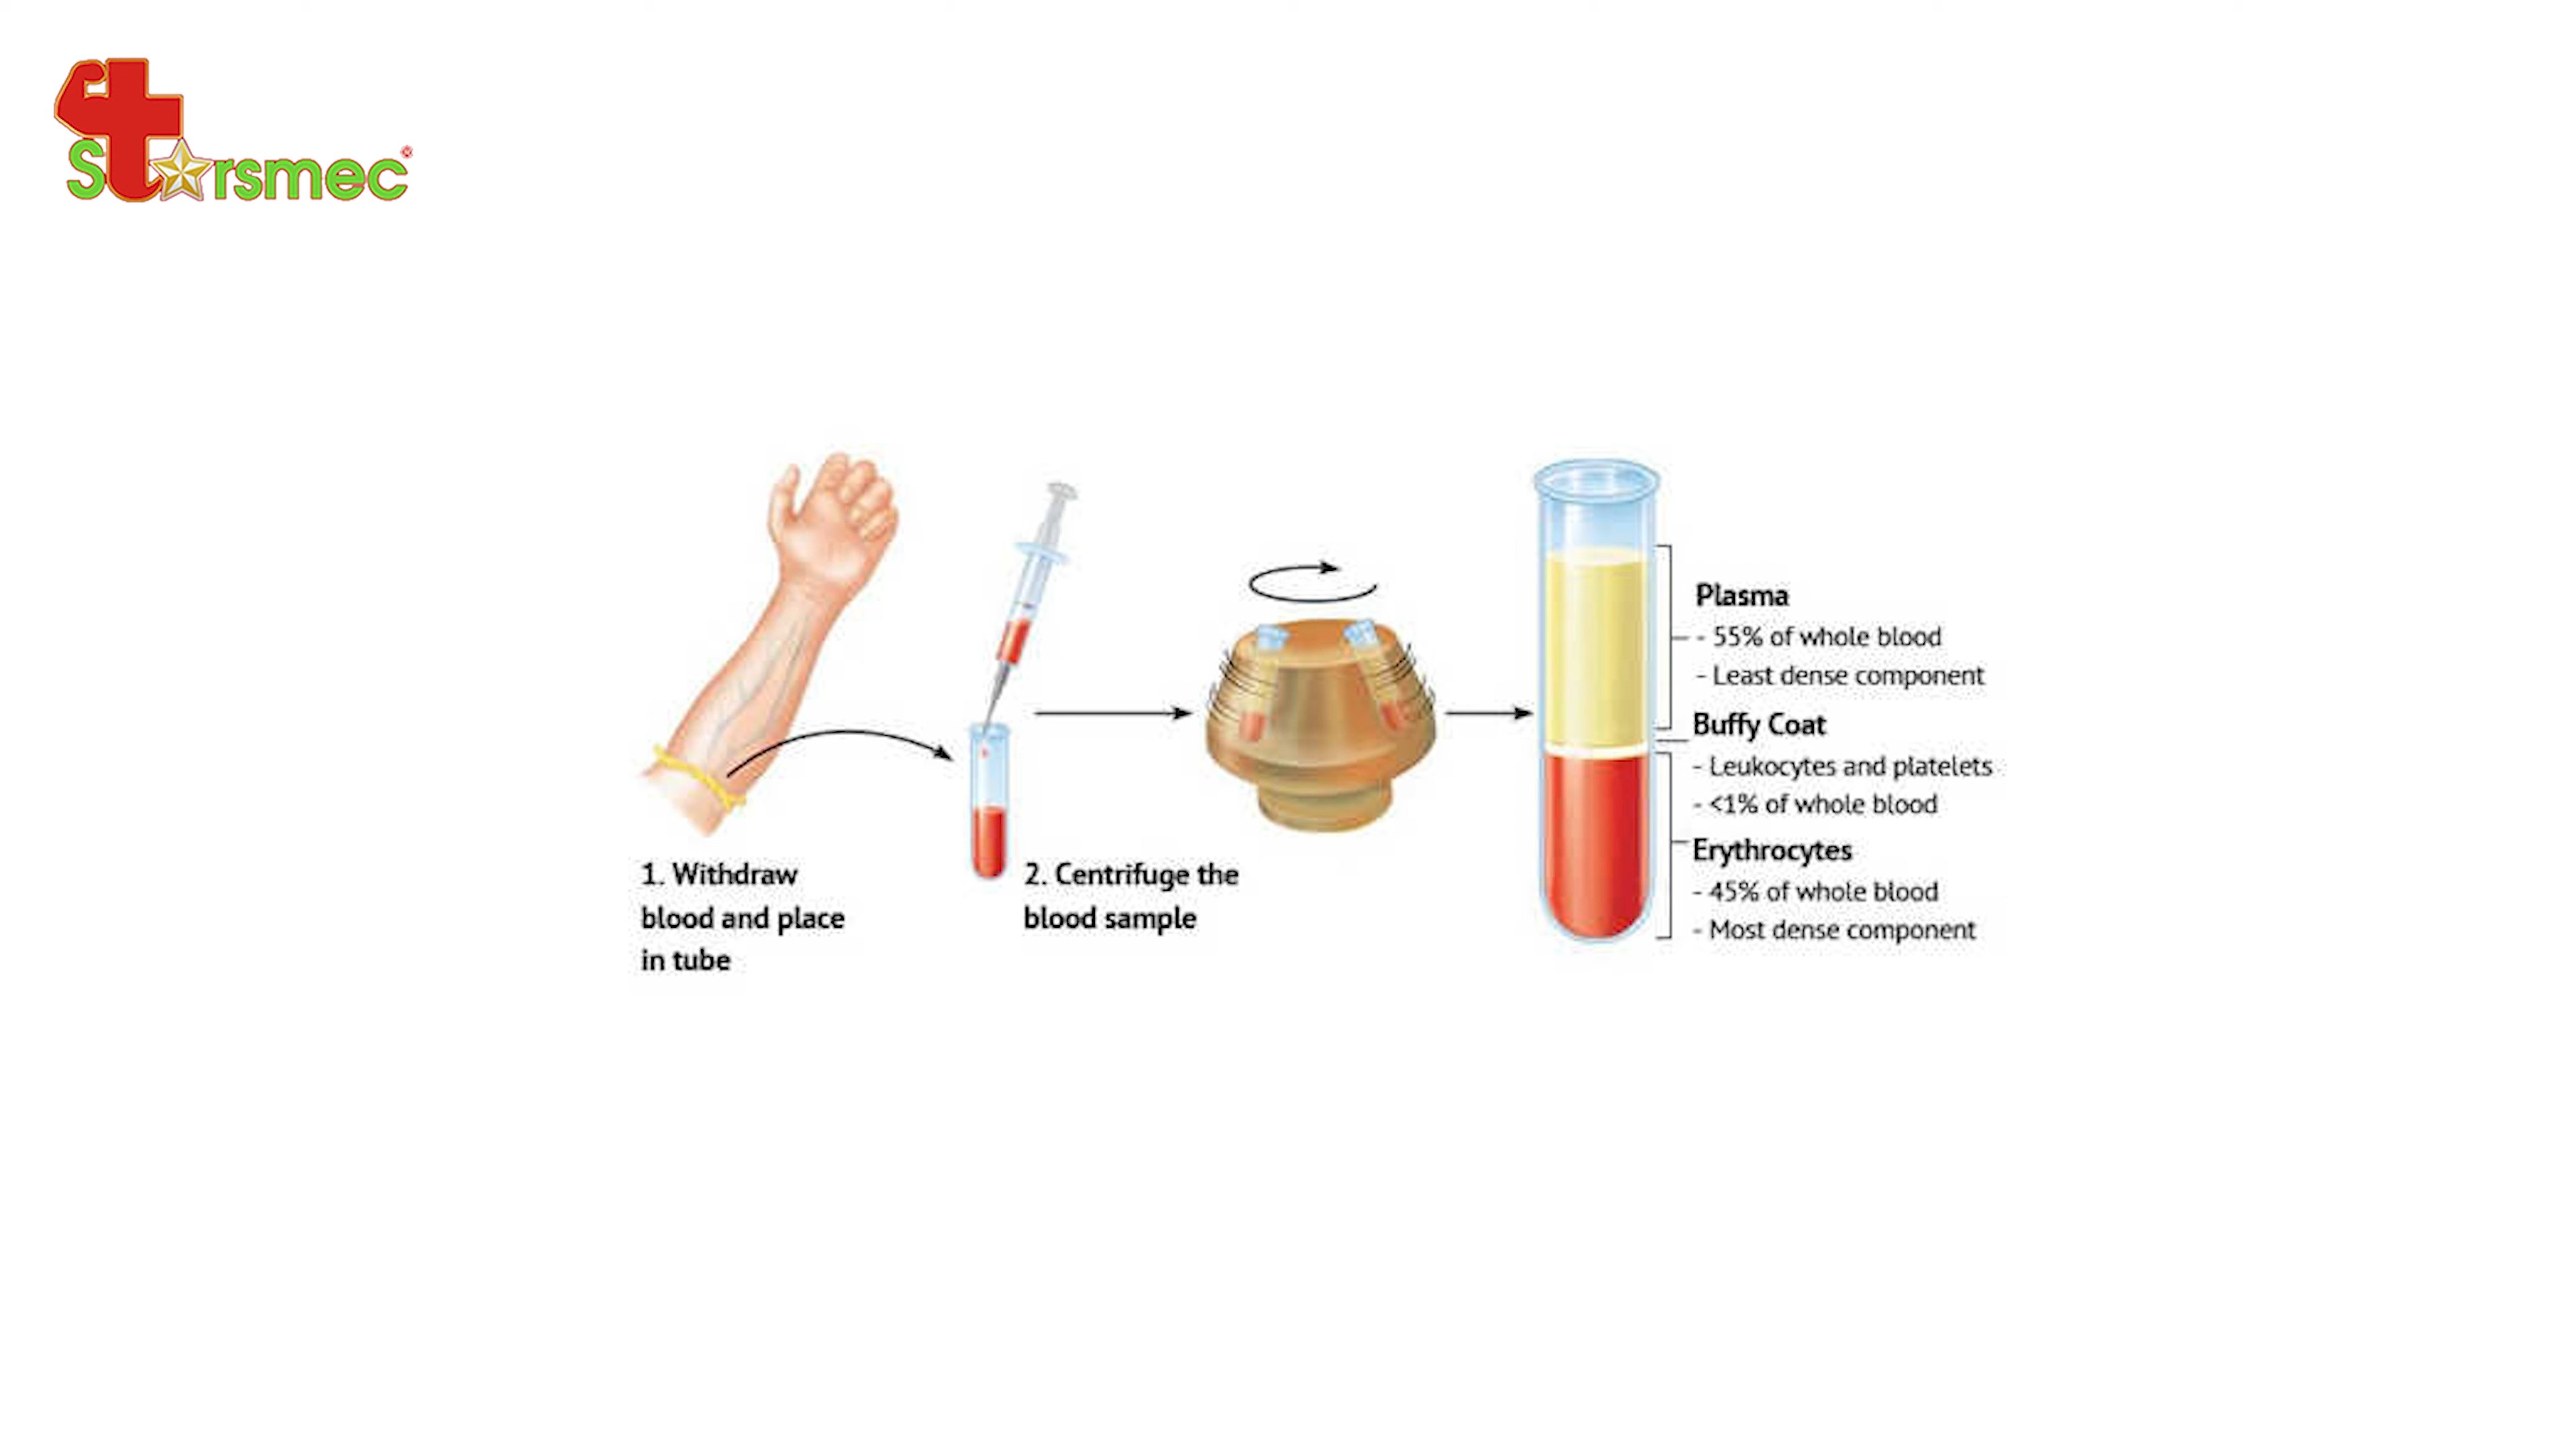 Starsmec
1. Withdraw
blood and place
in tube
2. Centrifuge the
blood sample
Plasma
- 55% of whole blood
- Least dense component
Buffy Coat
- Leukocytes and platelets
- <1% of whole blood
Erythrocytes
- 45% of whole blood
- Most dense component